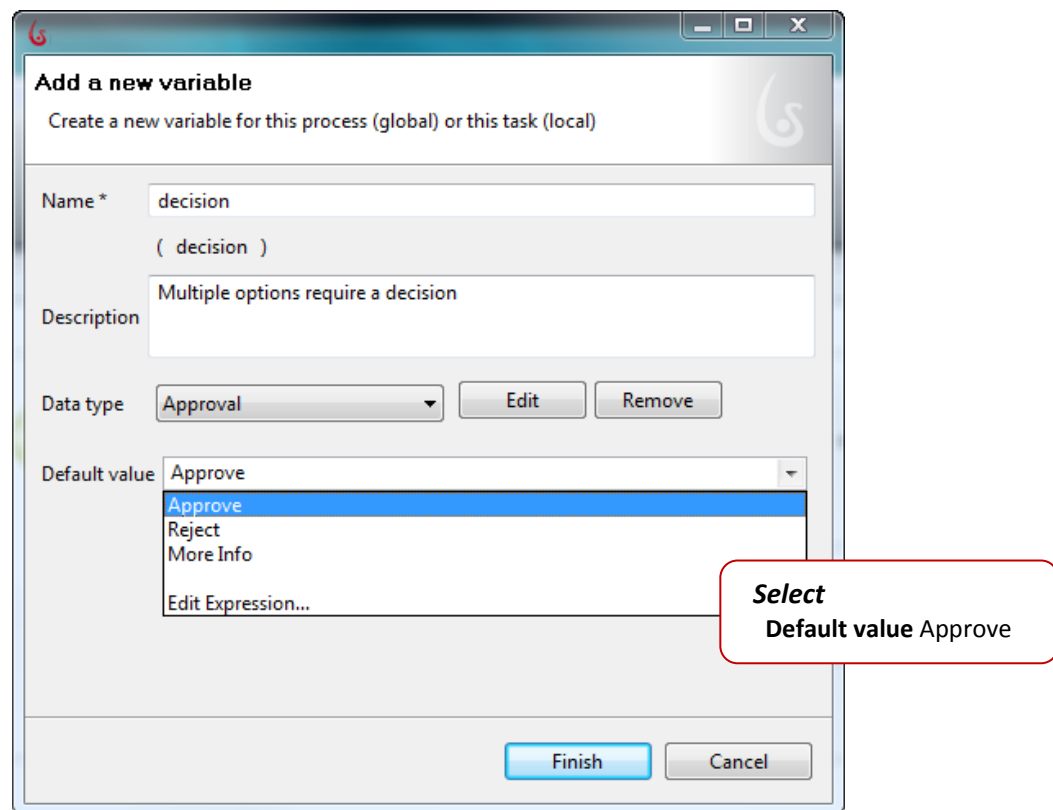 Add a new variable
Create a new variable for this process (global) or this task (local)
Name *
decision
( decision )
Description
Multiple options require a decision
Data type
Approval
Edit
Remove
Default value
Approve
Approve
Reject
More Info
Edit Expression...
Select
Default value Approve
Finish
Cancel